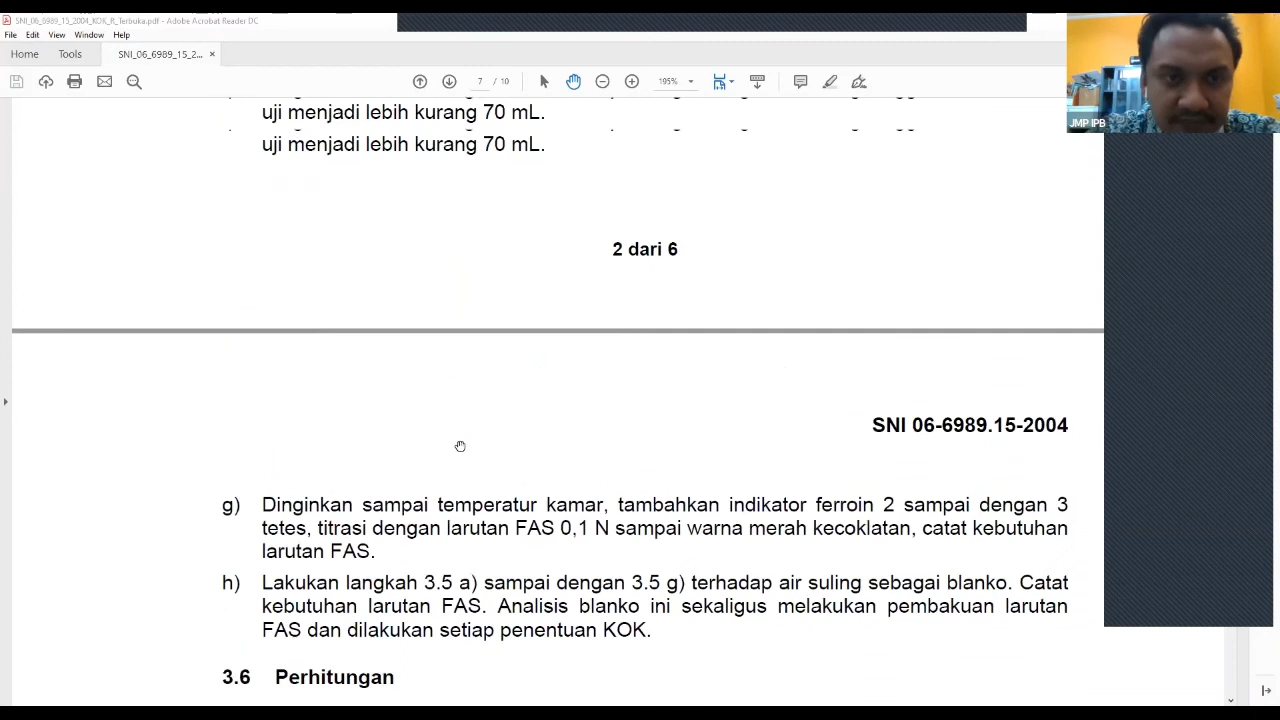 SNI_06_6989_15_2004_KOK_R_Terbuka.pdf - Adobe Acrobat Reader DC
File Edit View Window Help
Home Tools SNI_06_6989_15_2... ×
7 / 10 195%
JMP IPB
uji menjadi lebih kurang 70 mL.
uji menjadi lebih kurang 70 mL.
2 dari 6
SNI 06-6989.15-2004
g) Dinginkan sampai temperatur kamar, tambahkan indikator ferroin 2 sampai dengan 3
tetes, titrasi dengan larutan FAS 0,1 N sampai warna merah kecoklatan, catat kebutuhan
larutan FAS.
h) Lakukan langkah 3.5 a) sampai dengan 3.5 g) terhadap air suling sebagai blanko. Catat
kebutuhan larutan FAS. Analisis blanko ini sekaligus melakukan pembakuan larutan
FAS dan dilakukan setiap penentuan KOK.
3.6 Perhitungan